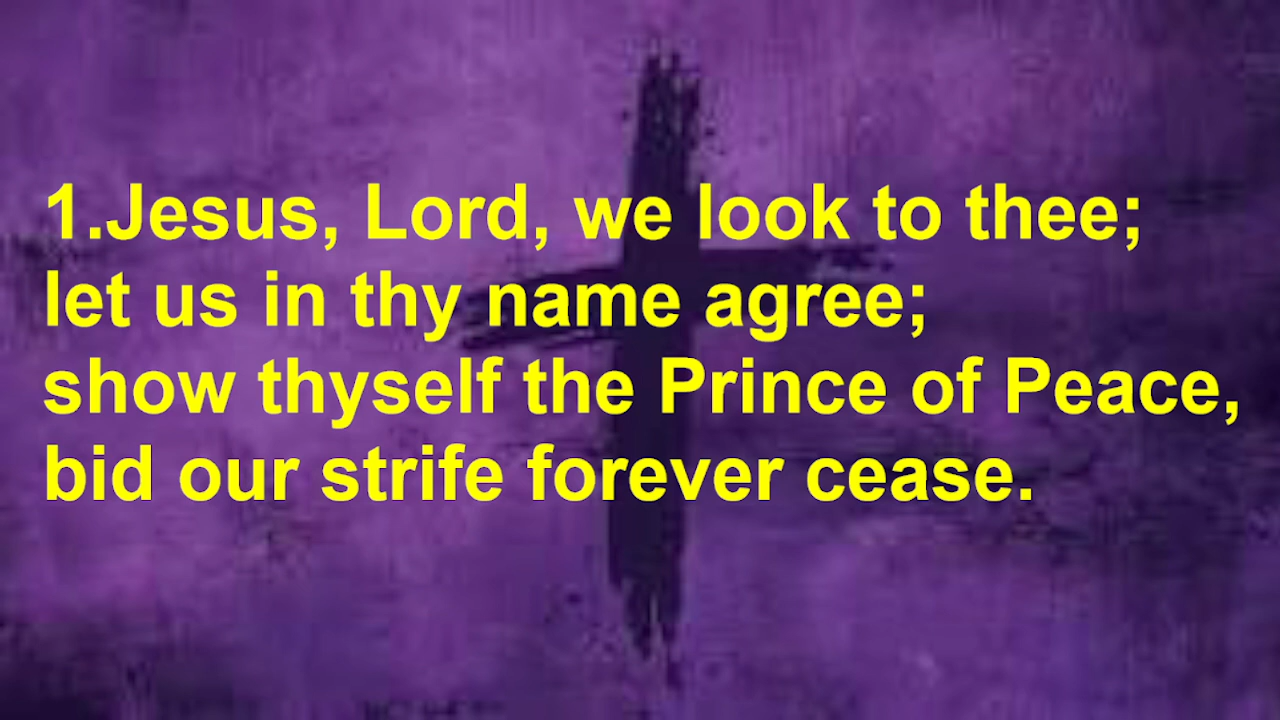 1.Jesus, Lord, we look to thee;
let us in thy name agree;
show thyself the Prince of Peace,
bid our strife forever cease.